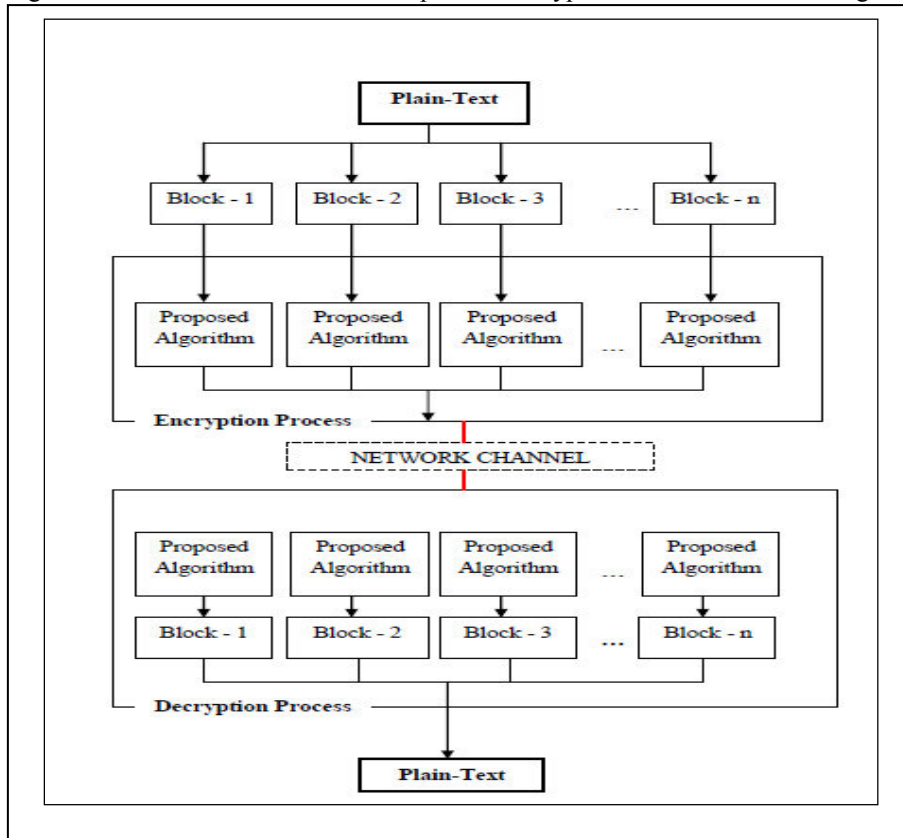 Plain-Text
Block - 1 Block - 2 Block - 3 ... Block - n
Proposed Algorithm Proposed Algorithm Proposed Algorithm ... Proposed Algorithm
Encryption Process
NETWORK CHANNEL
Proposed Algorithm Proposed Algorithm Proposed Algorithm ... Proposed Algorithm
Block - 1 Block - 2 Block - 3 ... Block - n
Decryption Process
Plain-Text